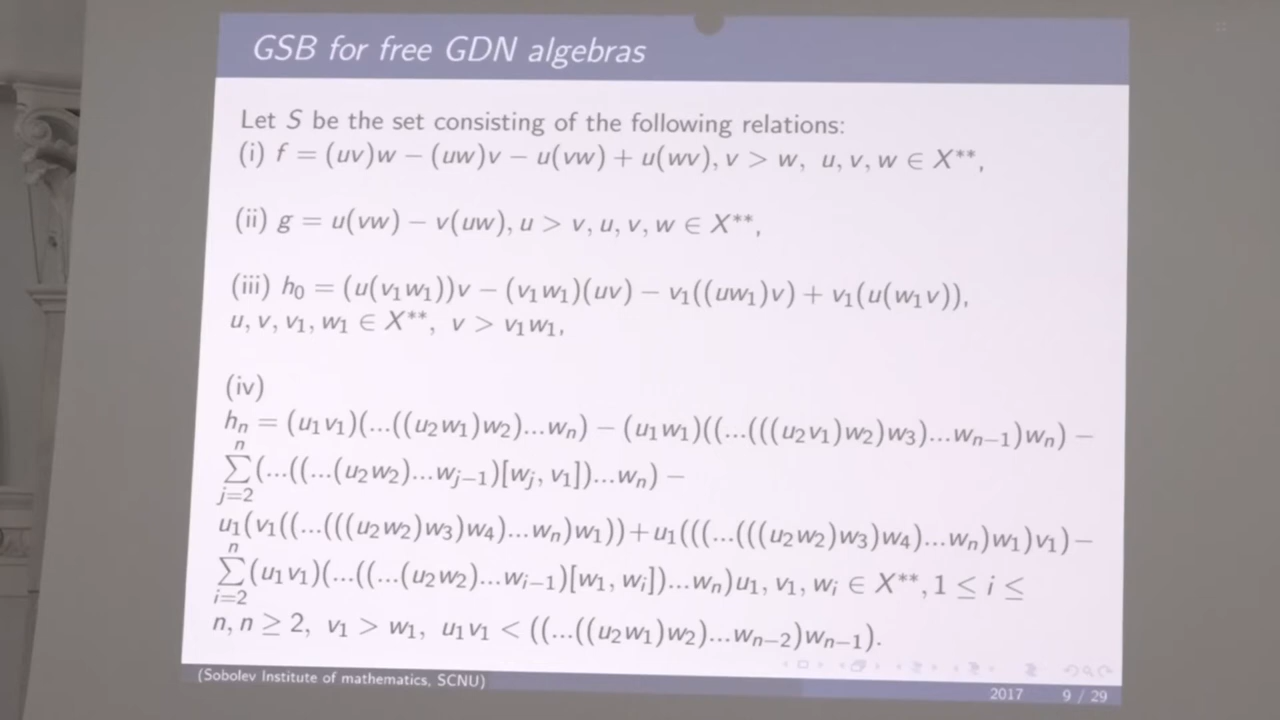 GSB for free GDN algebras
Let S be the set consisting of the following relations:
(i) f = (uv)w − (uw)v − u(vw) + u(wv), v > w, u, v, w ∈ X**,
(ii) g = u(vw) − v(uw), u > v, u, v, w ∈ X**,
(iii) h₀ = (u(v₁w₁))v − (v₁w₁)(uv) − v₁((uw₁)v) + v₁(u(w₁v)),
u, v, v₁, w₁ ∈ X**, v > v₁w₁,
(iv)
hₙ = (u₁v₁)(...((u₂w₁)w₂)...wₙ) − (u₁w₁)((...(((u₂v₁)w₂)w₃)...wₙ₋₁)wₙ) −
n
∑(...((...(u₂w₂)...wⱼ₋₁)[wⱼ, v₁])...wₙ) −
j=2
u₁(v₁((...(((u₂w₂)w₃)w₄)...wₙ)w₁)) + u₁(((...(((u₂w₂)w₃)w₄)...wₙ)w₁)v₁) −
n
∑(u₁v₁)(...((...(u₂w₂)...wᵢ₋₁)[w₁, wᵢ])...wₙ)u₁, v₁, wᵢ ∈ X**, 1 ≤ i ≤
i=2
n, n ≥ 2, v₁ > w₁, u₁v₁ < ((...((u₂w₁)w₂)...wₙ₋₂)wₙ₋₁).
(Sobolev Institute of mathematics, SCNU)
2017 9 / 29